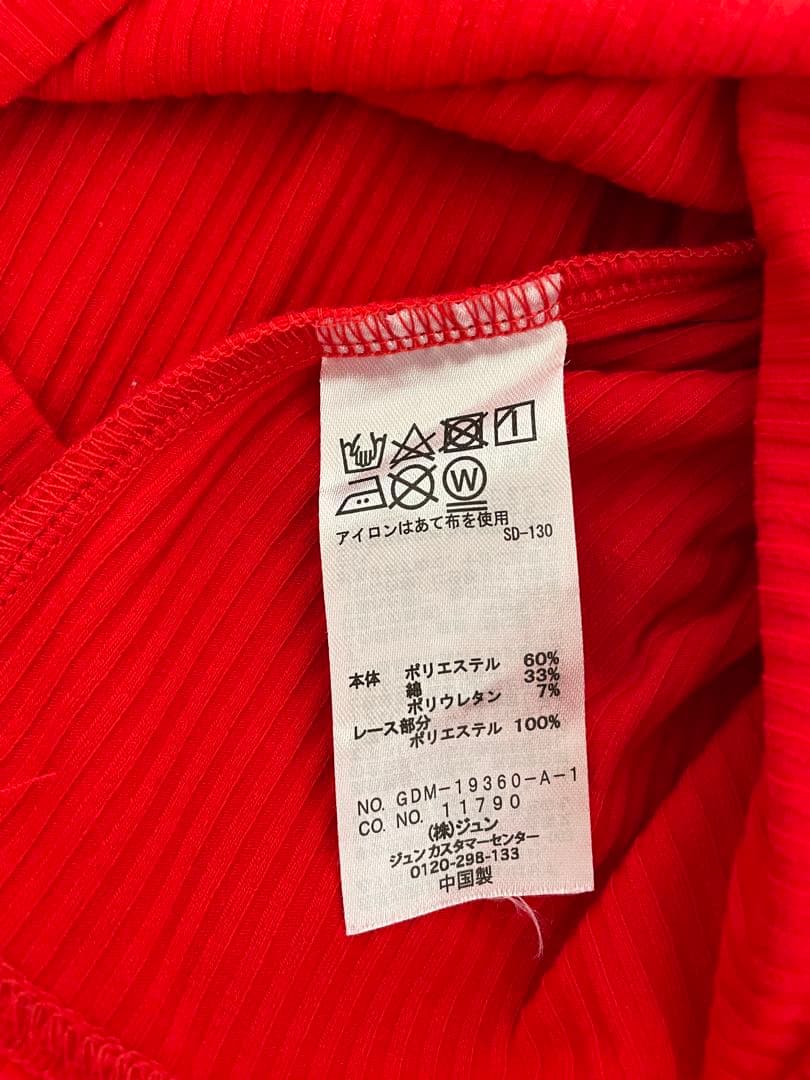 W
アイロンはあて布を使用
SD-130
本体 ポリエステル 60%
綿 33%
ポリウレタン 7%
レース部分
ポリエステル 100%
NO. GDM-19360-A-1
CO. NO. 11790
(株)ジュン
ジュンカスタマーセンター
0120-298-133
中国製